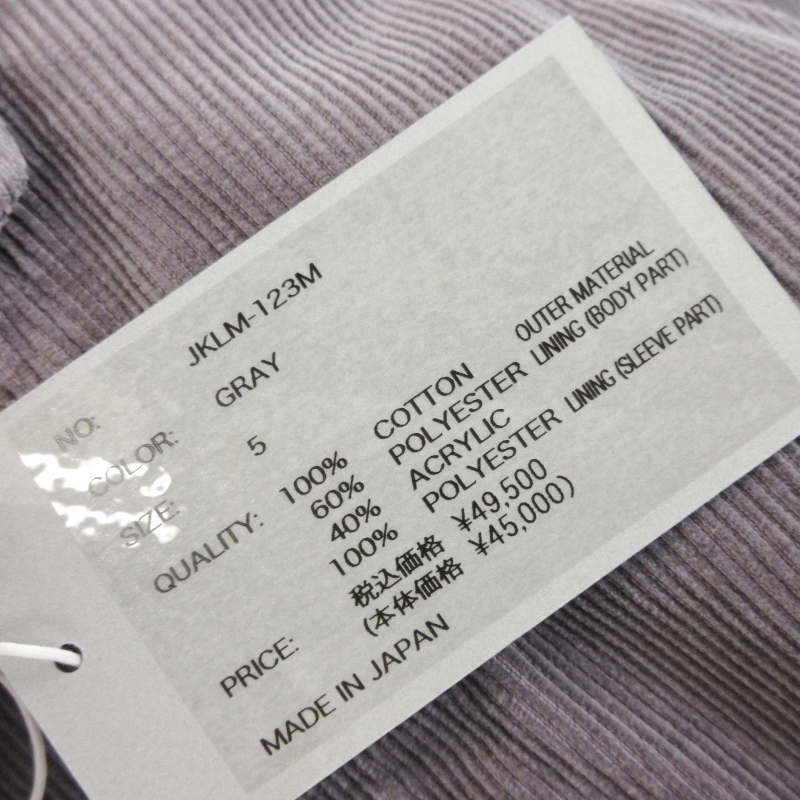 NO: JKLM-123M
COLOR: GRAY
SIZE: 5
QUALITY: 100% COTTON OUTER MATERIAL
60% POLYESTER LINING (BODY PART)
40% ACRYLIC
100% POLYESTER LINING (SLEEVE PART)
PRICE: 税込価格 ¥49,500
(本体価格 ¥45,000)
MADE IN JAPAN